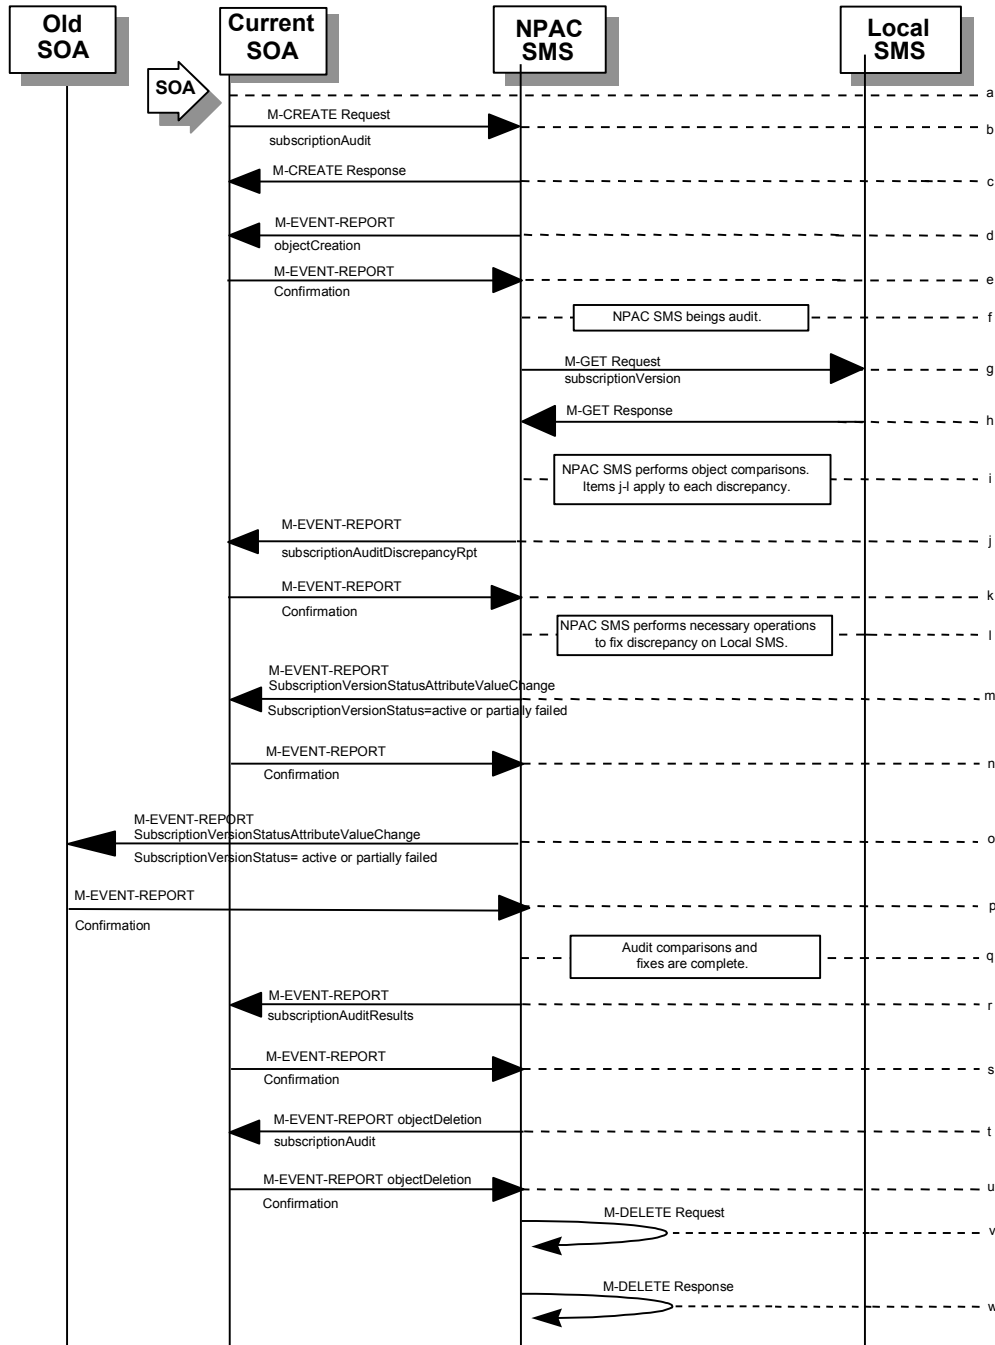 Old
SOA
Current
SOA
NPAC
SMS
Local
SMS
SOA
a
M-CREATE Request
subscriptionAudit
b
M-CREATE Response
c
M-EVENT-REPORT
objectCreation
d
M-EVENT-REPORT
Confirmation
e
NPAC SMS beings audit.
f
M-GET Request
subscriptionVersion
g
M-GET Response
h
NPAC SMS performs object comparisons.
Items j-l apply to each discrepancy.
i
M-EVENT-REPORT
subscriptionAuditDiscrepancyRpt
j
M-EVENT-REPORT
Confirmation
k
NPAC SMS performs necessary operations
to fix discrepancy on Local SMS.
l
M-EVENT-REPORT
SubscriptionVersionStatusAttributeValueChange
SubscriptionVersionStatus=active or partially failed
m
M-EVENT-REPORT
Confirmation
n
M-EVENT-REPORT
SubscriptionVersionStatusAttributeValueChange
SubscriptionVersionStatus= active or partially failed
o
M-EVENT-REPORT
Confirmation
p
Audit comparisons and
fixes are complete.
q
M-EVENT-REPORT
subscriptionAuditResults
r
M-EVENT-REPORT
Confirmation
s
M-EVENT-REPORT objectDeletion
subscriptionAudit
t
M-EVENT-REPORT objectDeletion
Confirmation
u
M-DELETE Request
v
M-DELETE Response
w